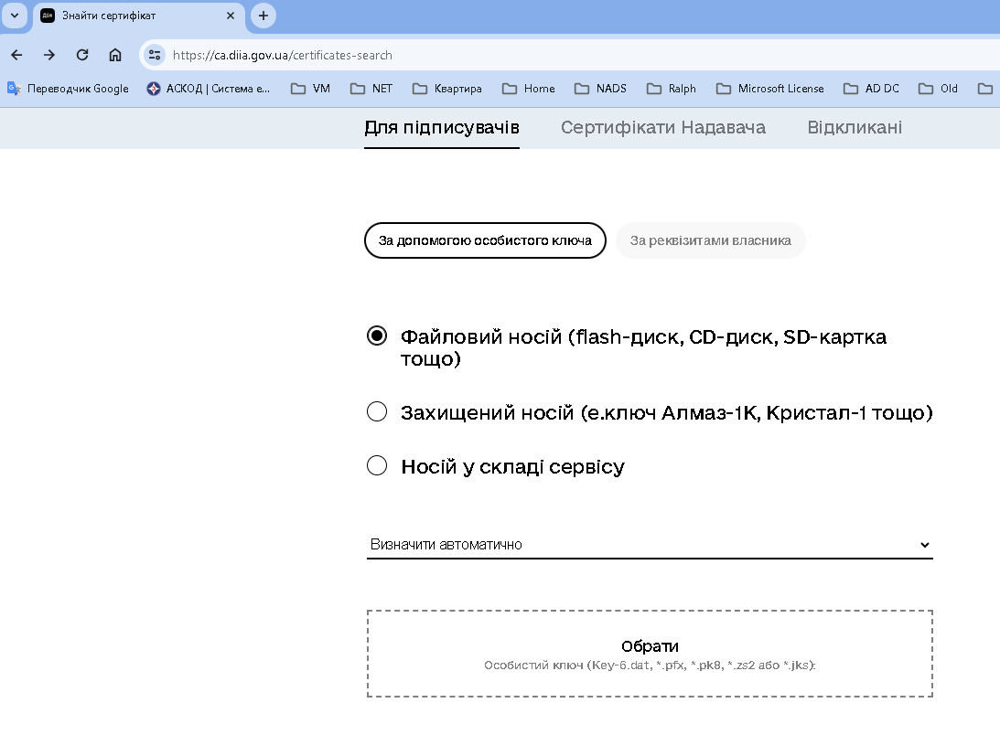 Дія Знайти сертифікат
https://ca.diia.gov.ua/certificates-search
Переводчик Google АСКОД | Система е... VM NET Квартира Home NADS Ralph Microsoft License AD DC Old
Для підписувачів Сертифікати Надавача Відкликані
За допомогою особистого ключа За реквізитами власника
Файловий носій (flash-диск, CD-диск, SD-картка
тощо)
Захищений носій (е.ключ Алмаз-1К, Кристал-1 тощо)
Носій у складі сервісу
Визначити автоматично
Обрати
Особистий ключ (Key-6.dat, *.pfx, *.pk8, *.zs2 або *.jks):